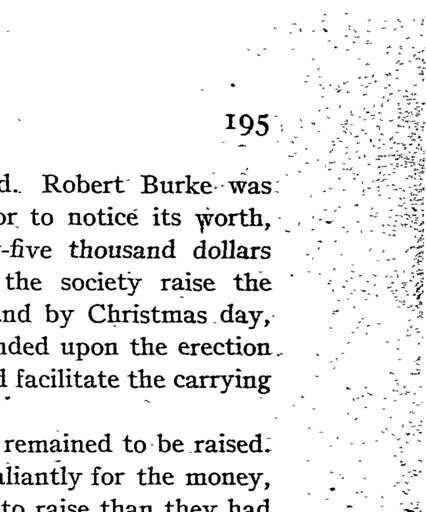 195
d. Robert Burke was
or to notice its worth,
-five thousand dollars
the society raise the
and by Christmas day,
nded upon the erection
d facilitate the carrying
remained to be raised.
aliantly for the money,
to raise than they had